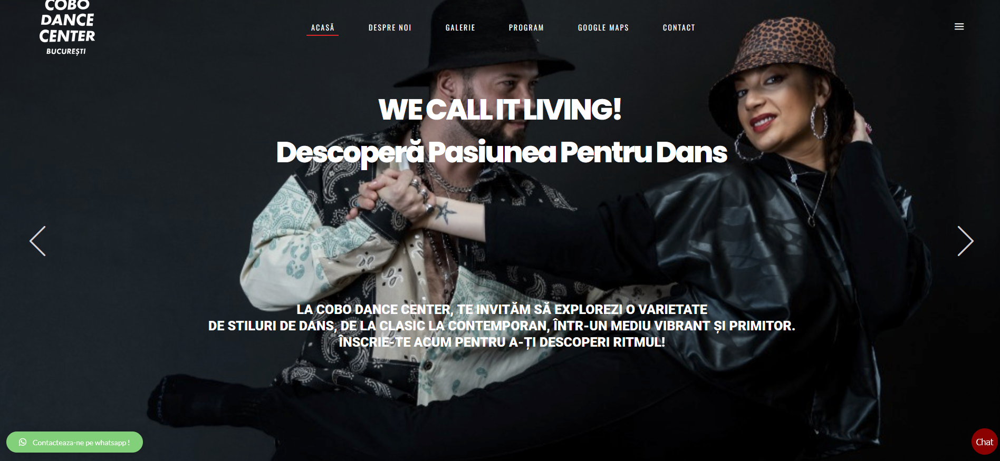 COBO
DANCE
CENTER
BUCUREȘTI
ACASĂ
DESPRE NOI
GALERIE
PROGRAM
GOOGLE MAPS
CONTACT
WE CALL IT LIVING!
Descoperă Pasiunea Pentru Dans
LA COBO DANCE CENTER, TE INVITĂM SĂ EXPLOREZI O VARIETATE
DE STILURI DE DANS, DE LA CLASIC LA CONTEMPORAN, ÎNTR-UN MEDIU VIBRANT ȘI PRIMITOR.
ÎNSCRIE-TE ACUM PENTRU A-ȚI DESCOPERI RITMUL!
Contacteaza-ne pe whatsapp !
Chat